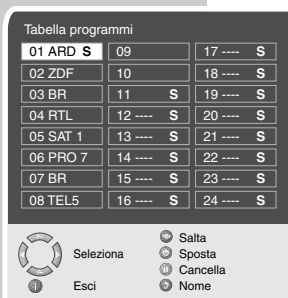 Tabella programmi
01 ARD S 09 17 ---- S
02 ZDF 10 18 ---- S
03 BR 11 S 19 ---- S
04 RTL 12 ---- S 20 ---- S
05 SAT 1 13 ---- S 21 ---- S
06 PRO 7 14 ---- S 22 ---- S
07 BR 15 ---- S 23 ---- S
08 TEL5 16 ---- S 24 ---- S
Seleziona
Esci
Salta
Sposta
Cancella
Nome